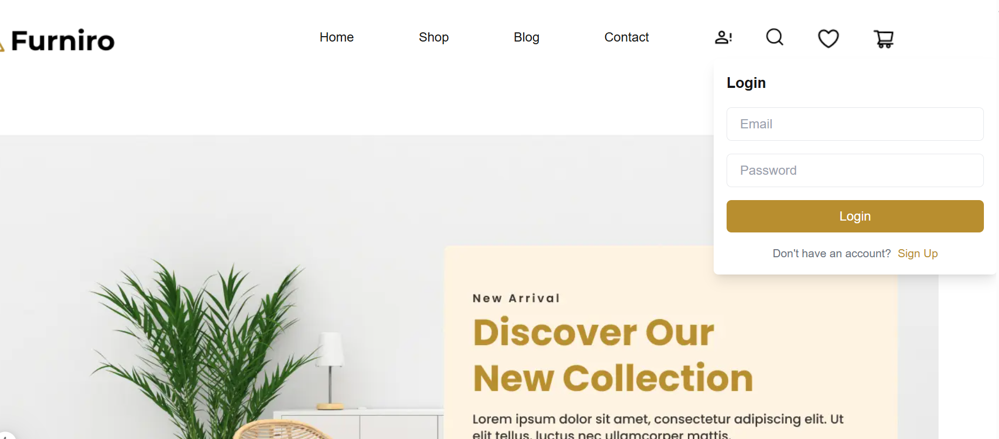 Furniro
Home
Shop
Blog
Contact
Login
Email
Password
Login
Don't have an account? Sign Up
New Arrival
Discover Our
New Collection
Lorem ipsum dolor sit amet, consectetur adipiscing elit. Ut
elit tellus, luctus nec ullamcorper mattis.